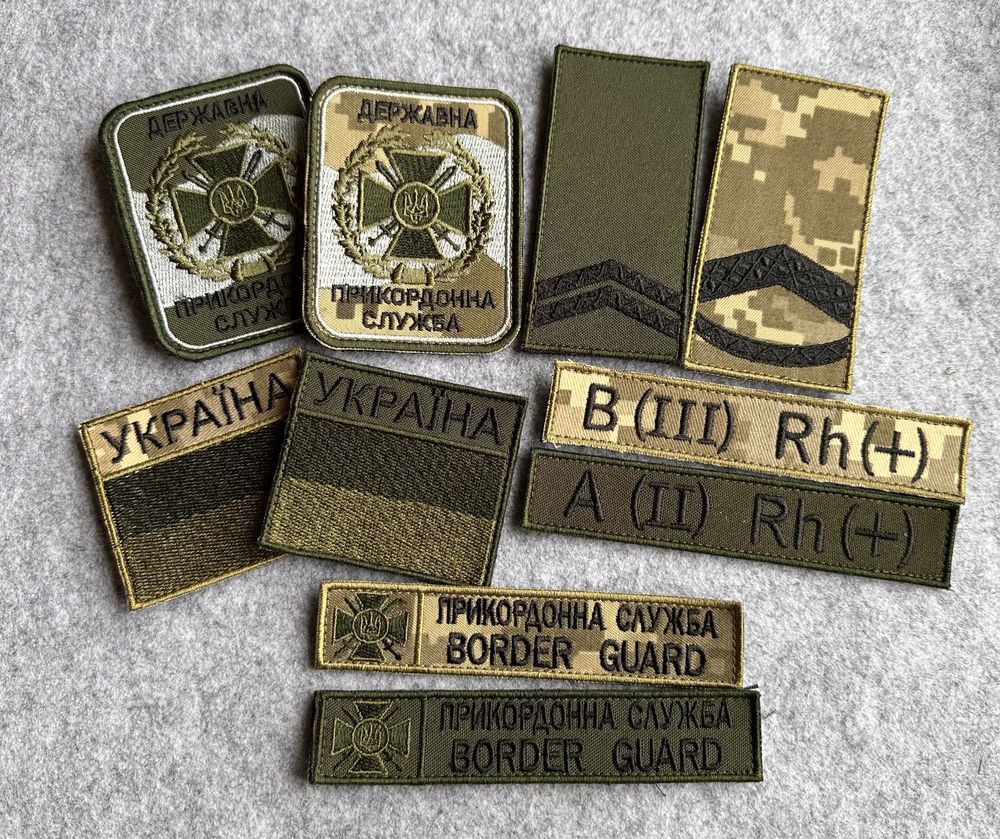 ДЕРЖАВНА
ПРИКОРД
СЛУЖ
ДЕРЖАВНА
ПРИКОРДОННА
СЛУЖБА
УКРАЇНА
УКРАЇНА
B (III) Rh (+)
A (II) Rh (+)
ПРИКОРДОННА СЛУЖБА
BORDER GUARD
ПРИКОРДОННА СЛУЖБА
BORDER GUARD